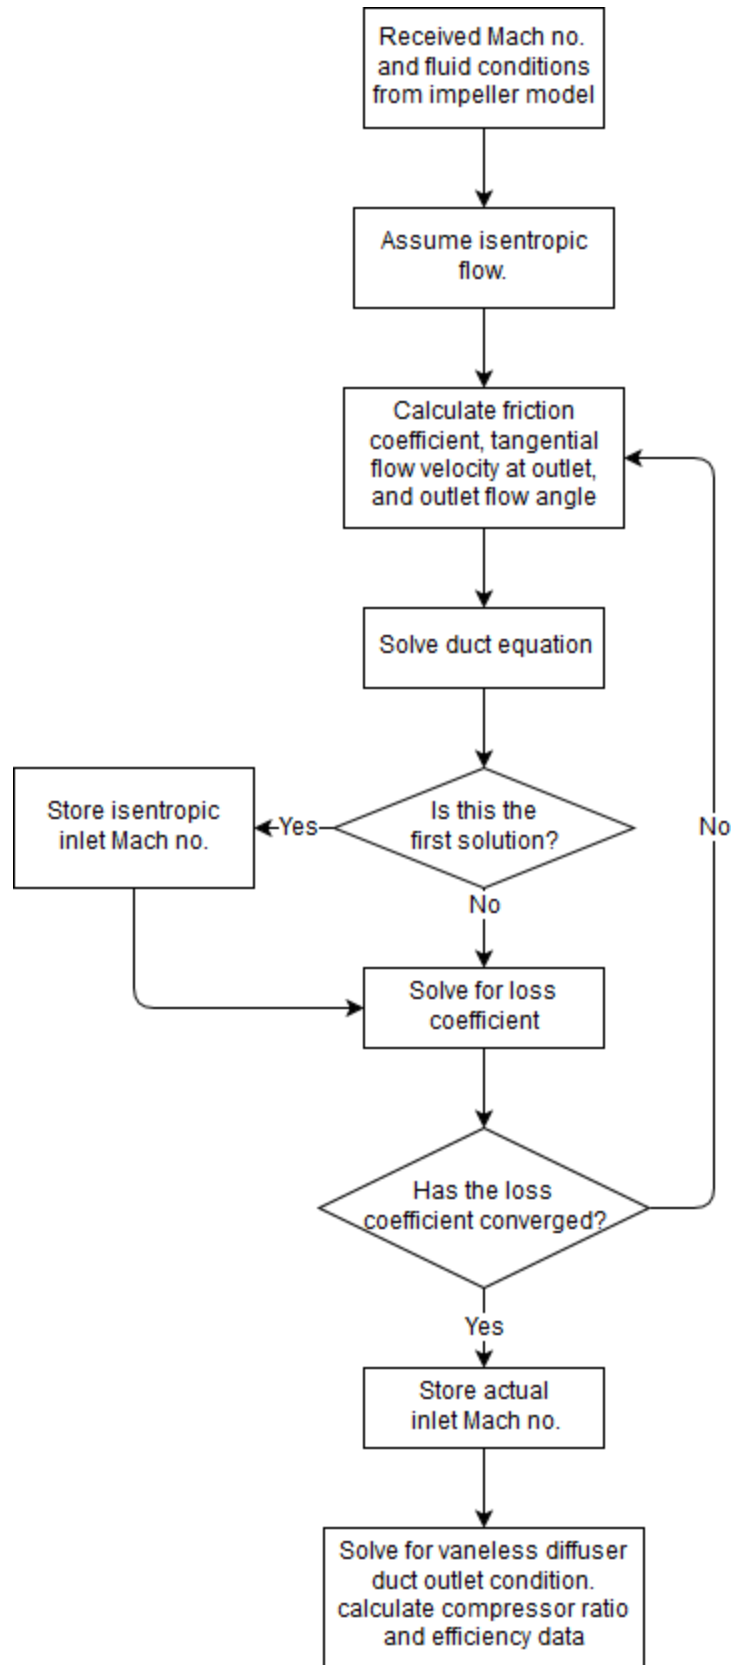 Received Mach no.
and fluid conditions
from impeller model
Assume isentropic
flow.
Calculate friction
coefficient, tangential
flow velocity at outlet,
and outlet flow angle
Solve duct equation
Is this the
first solution?
Yes
Store isentropic
inlet Mach no.
No
No
Solve for loss
coefficient
Has the loss
coefficient converged?
Yes
Store actual
inlet Mach no.
Solve for vaneless diffuser
duct outlet condition.
calculate compressor ratio
and efficiency data